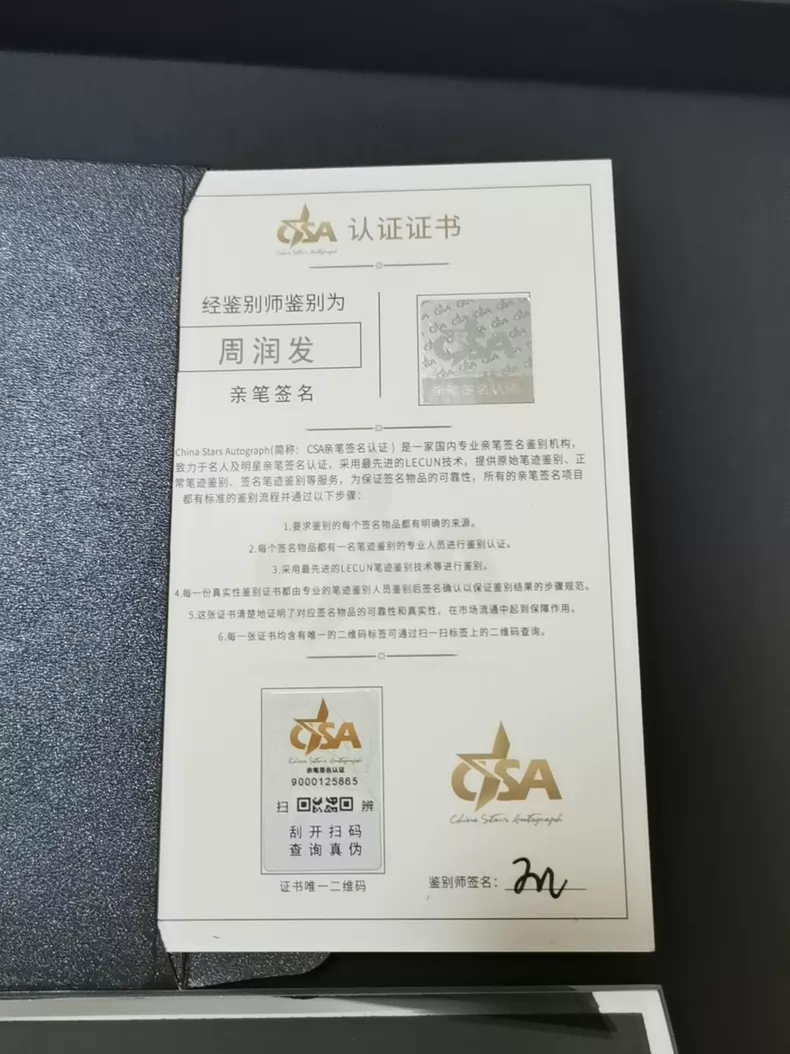 CSA 认证证书
China Stars Autograph
经鉴别师鉴别为
周润发
亲笔签名
CSA
亲笔签名认证
China Stars Autograph(简称：CSA亲笔签名认证）是一家国内专业亲笔签名鉴别机构，
致力于名人及明星亲笔签名认证，采用最先进的LECUN技术，提供原始笔迹鉴别、正
常笔迹鉴别、签名笔迹鉴别等服务，为保证签名物品的可靠性，所有的亲笔签名项目
都有标准的鉴别流程并通过以下步骤：
1.要求鉴别的每个签名物品都有明确的来源。
2.每个签名物品都有一名笔迹鉴别的专业人员进行鉴别认证。
3.采用最先进的LECUN笔迹鉴别技术等进行鉴别。
4.每一份真实性鉴别证书都由专业的笔迹鉴别人员鉴别后签名确认以保证鉴别结果的步骤规范。
5.这张证书清楚地证明了对应签名物品的可靠性和真实性，在市场流通中起到保障作用。
6.每一张证书均含有唯一的二维码标签可通过扫一扫标签上的二维码查询。
CSA
China Stars Autograph
亲笔签名认证
9000125665
扫 辨
刮开扫码
查询真伪
证书唯一二维码
CSA
China Stars Autograph
鉴别师签名：